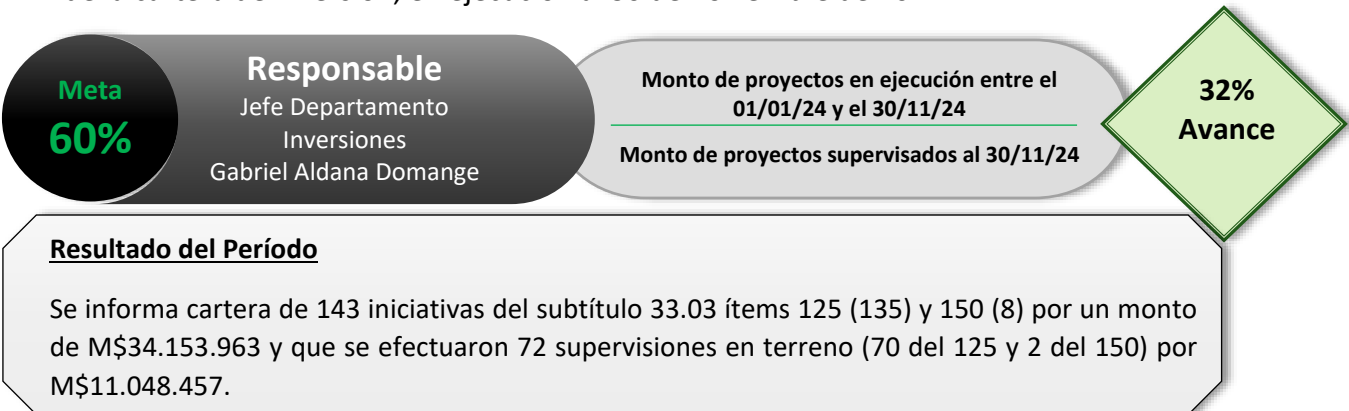 Meta
60%
Responsable
Jefe Departamento
Inversiones
Gabriel Aldana Domange
Monto de proyectos en ejecución entre el
01/01/24 y el 30/11/24
Monto de proyectos supervisados al 30/11/24
32%
Avance
Resultado del Período
Se informa cartera de 143 iniciativas del subtítulo 33.03 ítems 125 (135) y 150 (8) por un monto
de M$34.153.963 y que se efectuaron 72 supervisiones en terreno (70 del 125 y 2 del 150) por
M$11.048.457.